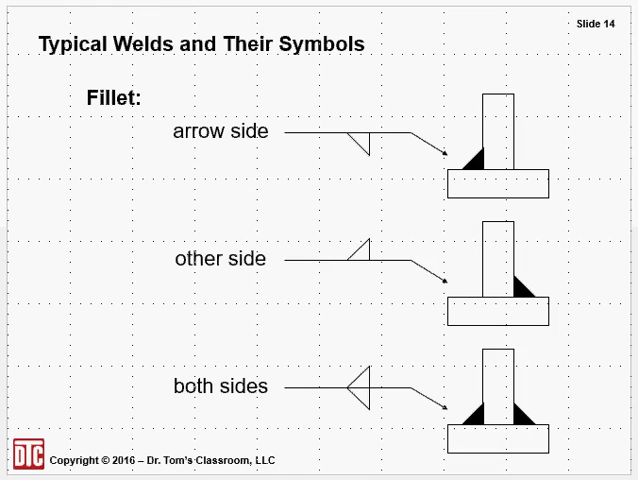 Slide 14
Typical Welds and Their Symbols
Fillet:
arrow side
other side
both sides
DTC
Copyright © 2016 – Dr. Tom's Classroom, LLC